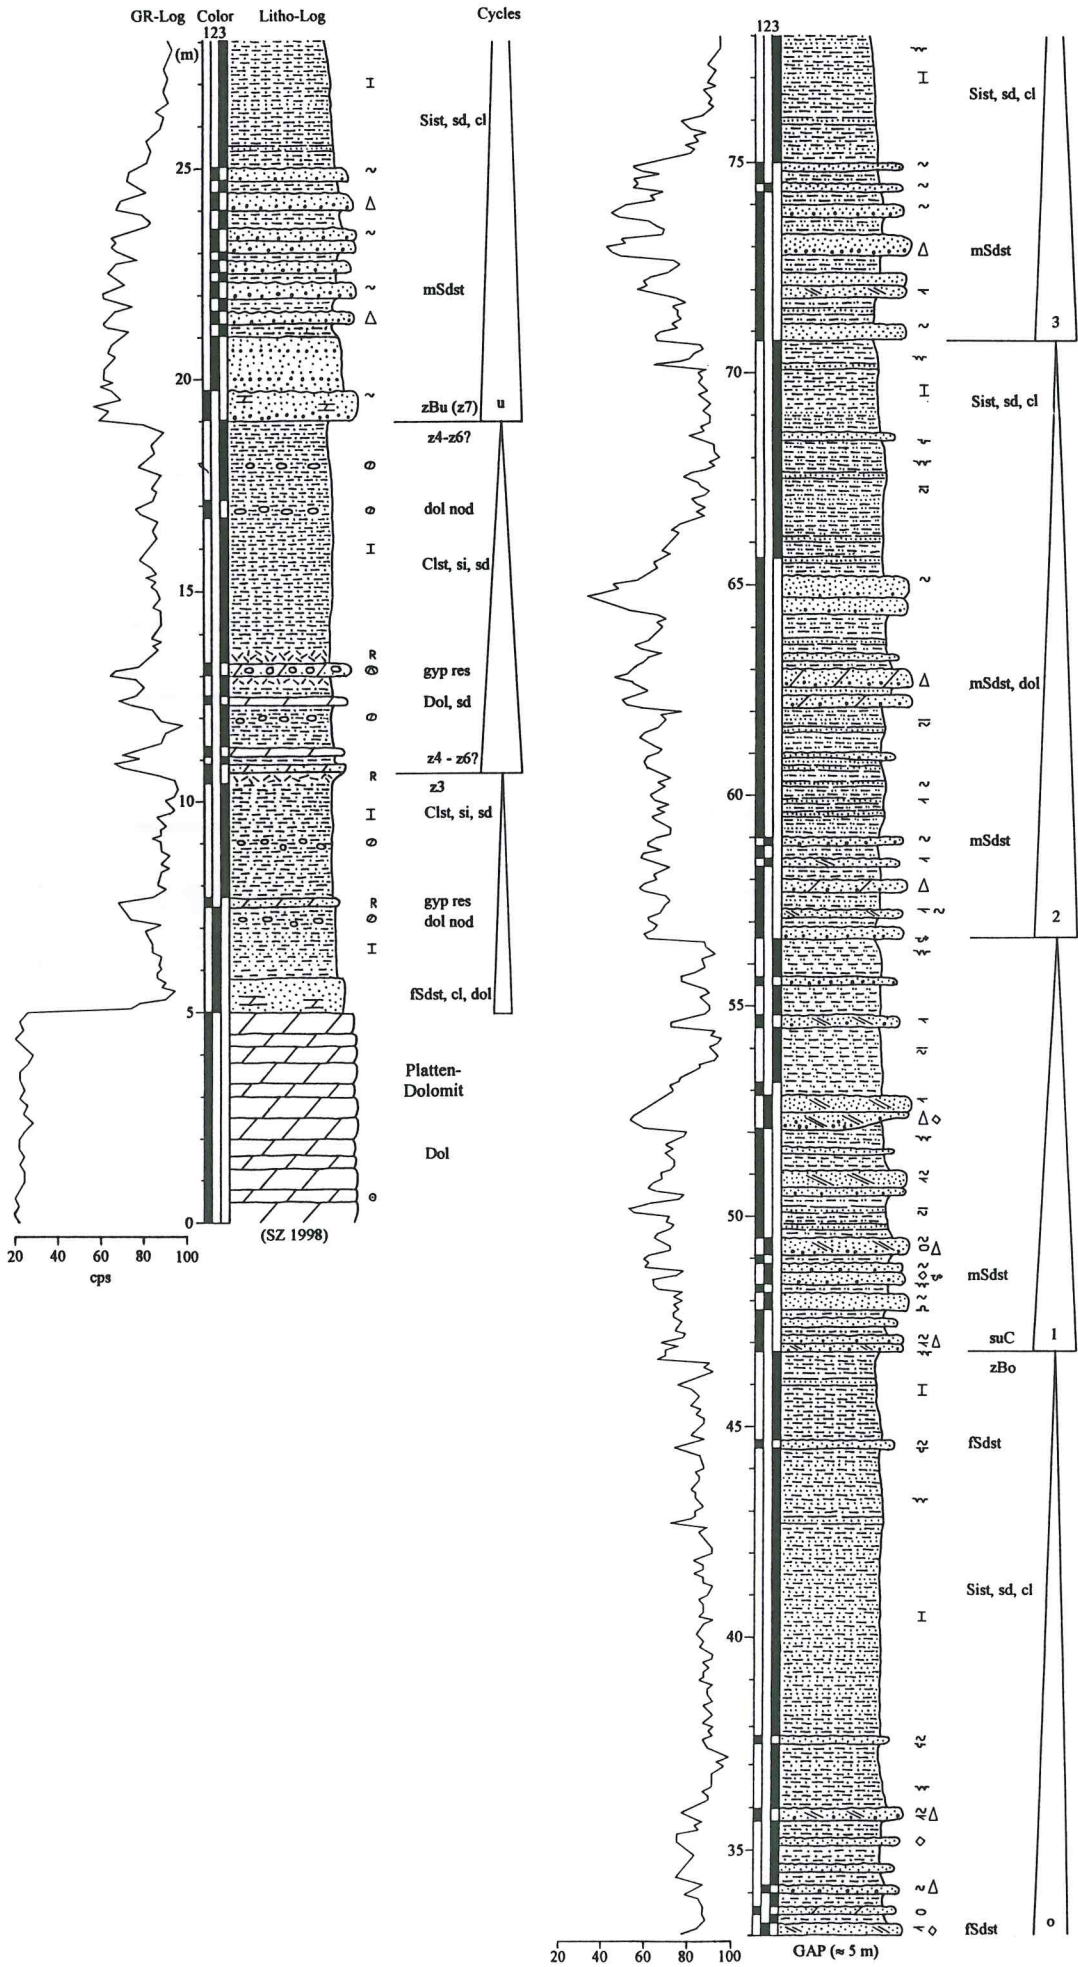 GR-Log Color Litho-Log Cycles
123
(m)
Sist, sd, cl
25
mSdst
20
zBu (z7) u
z4-z6?
dol nod
Clst, si, sd
15
R
gyp res
Dol, sd
z4 - z6?
R
z3
10
Clst, si, sd
gyp res
R
dol nod
fSdst, cl, dol
5
Platten-
Dolomit
Dol
0
(SZ 1998)
20 40 60 80 100
cps
123
Sist, sd, cl
75
mSdst
3
70
Sist, sd, cl
65
mSdst, dol
60
mSdst
2
55
50
mSdst
suC 1
zBo
45
fSdst
Sist, sd, cl
40
35
o
fSdst
GAP (≈ 5 m)
20 40 60 80 100